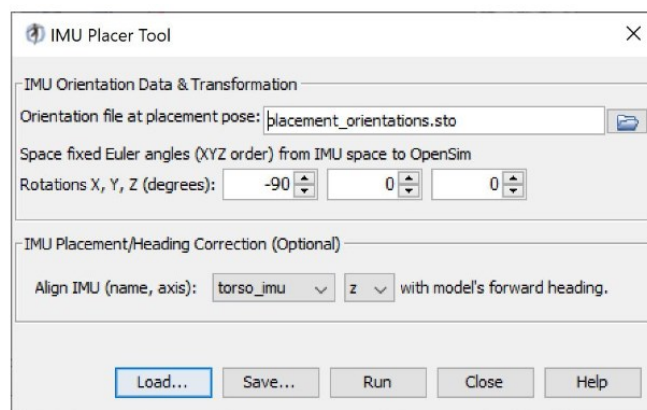 IMU Placer Tool
IMU Orientation Data & Transformation
Orientation file at placement pose: placement_orientations.sto
Space fixed Euler angles (XYZ order) from IMU space to OpenSim
Rotations X, Y, Z (degrees): -90 0 0
IMU Placement/Heading Correction (Optional)
Align IMU (name, axis): torso_imu z with model's forward heading.
Load... Save... Run Close Help